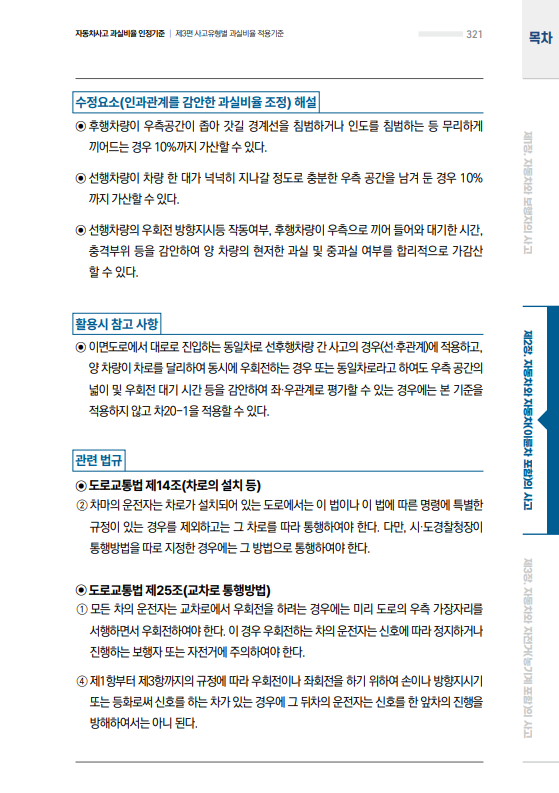 자동차사고 과실비율 인정기준 | 제3편 사고유형별 과실비율 적용기준
321
목차
수정요소(인과관계를 감안한 과실비율 조정) 해설
◉ 후행차량이 우측공간이 좁아 갓길 경계선을 침범하거나 인도를 침범하는 등 무리하게
끼어드는 경우 10%까지 가산할 수 있다.
◉ 선행차량이 차량 한 대가 넉넉히 지나갈 정도로 충분한 우측 공간을 남겨 둔 경우 10%
까지 가산할 수 있다.
◉ 선행차량의 우회전 방향지시등 작동여부, 후행차량이 우측으로 끼어 들어와 대기한 시간,
충격부위 등을 감안하여 양 차량의 현저한 과실 및 중과실 여부를 합리적으로 가감산
할 수 있다.
활용시 참고 사항
◉ 이면도로에서 대로로 진입하는 동일차로 선후행차량 간 사고의 경우(선·후관계)에 적용하고,
양 차량이 차로를 달리하여 동시에 우회전하는 경우 또는 동일차로라고 하여도 우측 공간의
넓이 및 우회전 대기 시간 등을 감안하여 좌·우관계로 평가할 수 있는 경우에는 본 기준을
적용하지 않고 차20-1을 적용할 수 있다.
관련 법규
◉ 도로교통법 제14조(차로의 설치 등)
② 차마의 운전자는 차로가 설치되어 있는 도로에서는 이 법이나 이 법에 따른 명령에 특별한
규정이 있는 경우를 제외하고는 그 차로를 따라 통행하여야 한다. 다만, 시·도경찰청장이
통행방법을 따로 지정한 경우에는 그 방법으로 통행하여야 한다.
◉ 도로교통법 제25조(교차로 통행방법)
① 모든 차의 운전자는 교차로에서 우회전을 하려는 경우에는 미리 도로의 우측 가장자리를
서행하면서 우회전하여야 한다. 이 경우 우회전하는 차의 운전자는 신호에 따라 정지하거나
진행하는 보행자 또는 자전거에 주의하여야 한다.
④ 제1항부터 제3항까지의 규정에 따라 우회전이나 좌회전을 하기 위하여 손이나 방향지시기
또는 등화로써 신호를 하는 차가 있는 경우에 그 뒤차의 운전자는 신호를 한 앞차의 진행을
방해하여서는 아니 된다.
제1장. 자동차와 보행자의 사고
제2장. 자동차와 자동차(이륜차 포함)의 사고
제3장. 자동차와 자전거(농기계 포함)의 사고